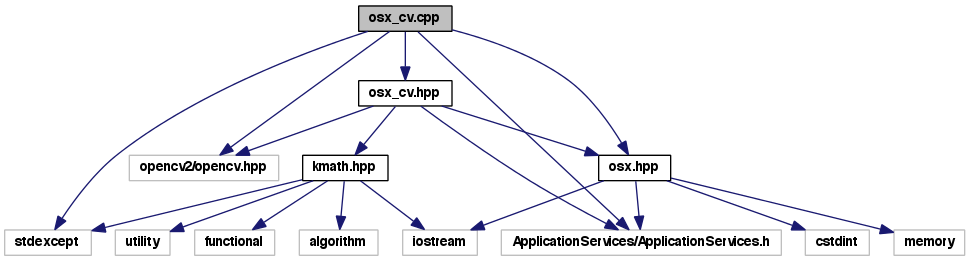 osx_cv.cpp
osx_cv.hpp
opencv2/opencv.hpp
kmath.hpp
osx.hpp
stdexcept
utility
functional
algorithm
iostream
ApplicationServices/ApplicationServices.h
cstdint
memory